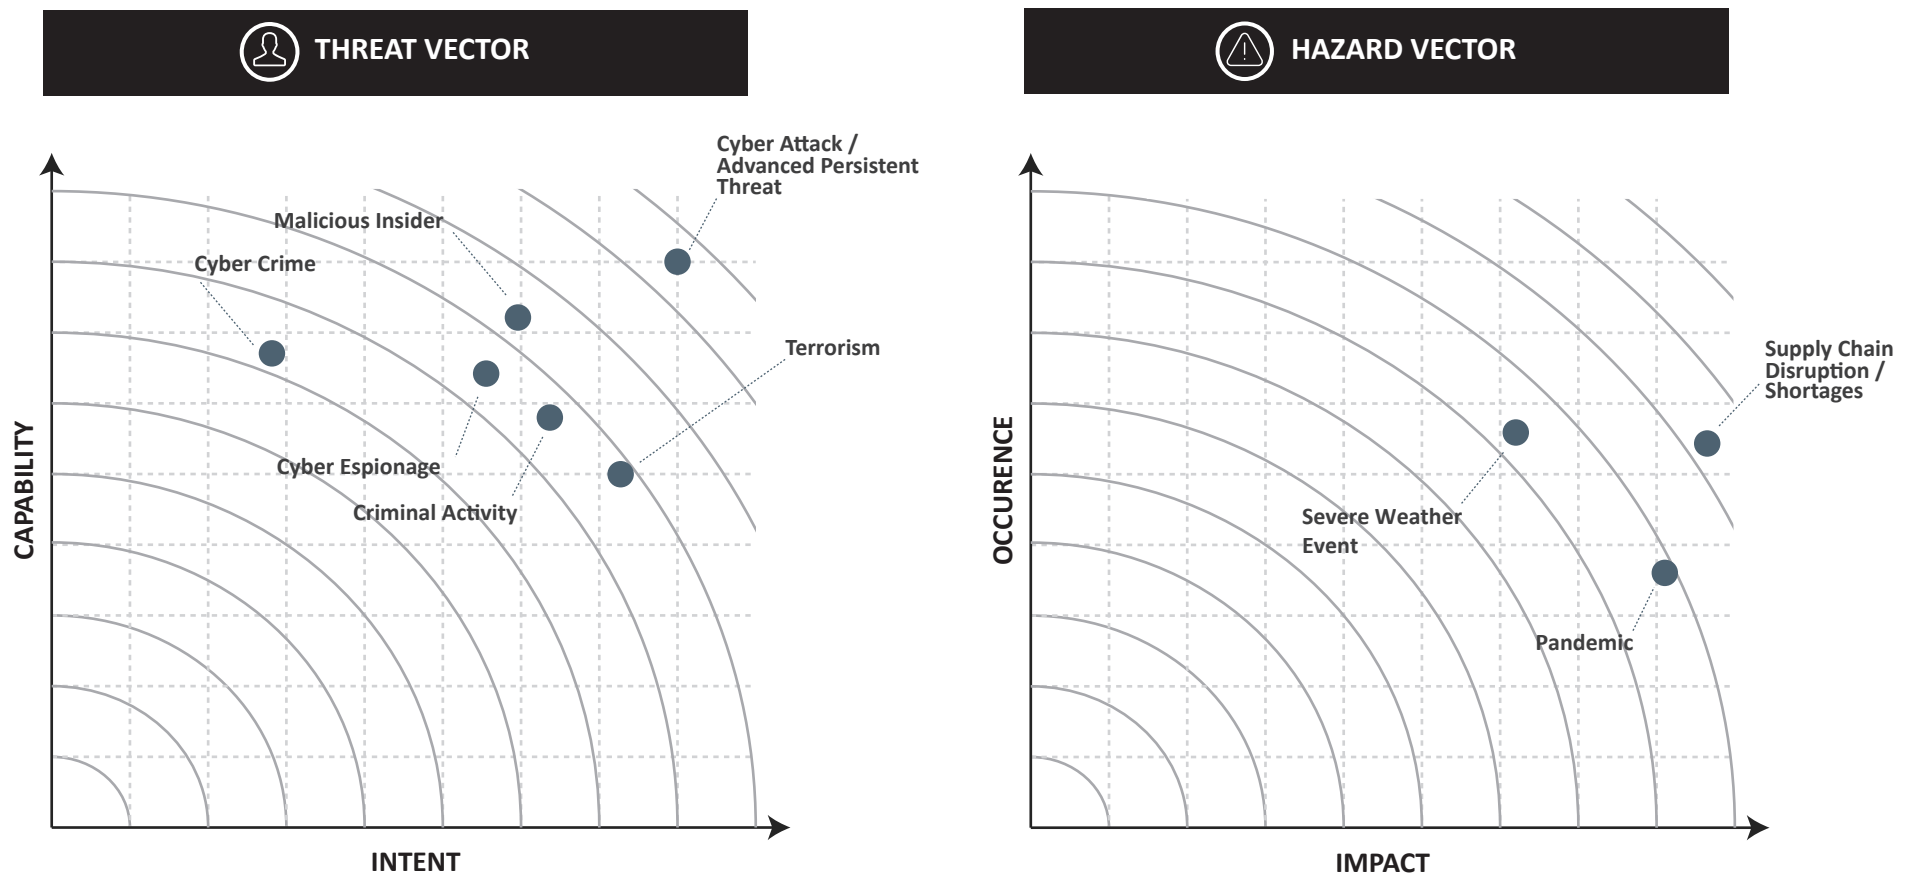 THREAT VECTOR
Cyber Attack /
Advanced Persistent
Threat
Malicious Insider
Cyber Crime
Terrorism
Cyber Espionage
Criminal Activity
CAPABILITY
INTENT
HAZARD VECTOR
Supply Chain
Disruption /
Shortages
Severe Weather
Event
Pandemic
OCCURENCE
IMPACT